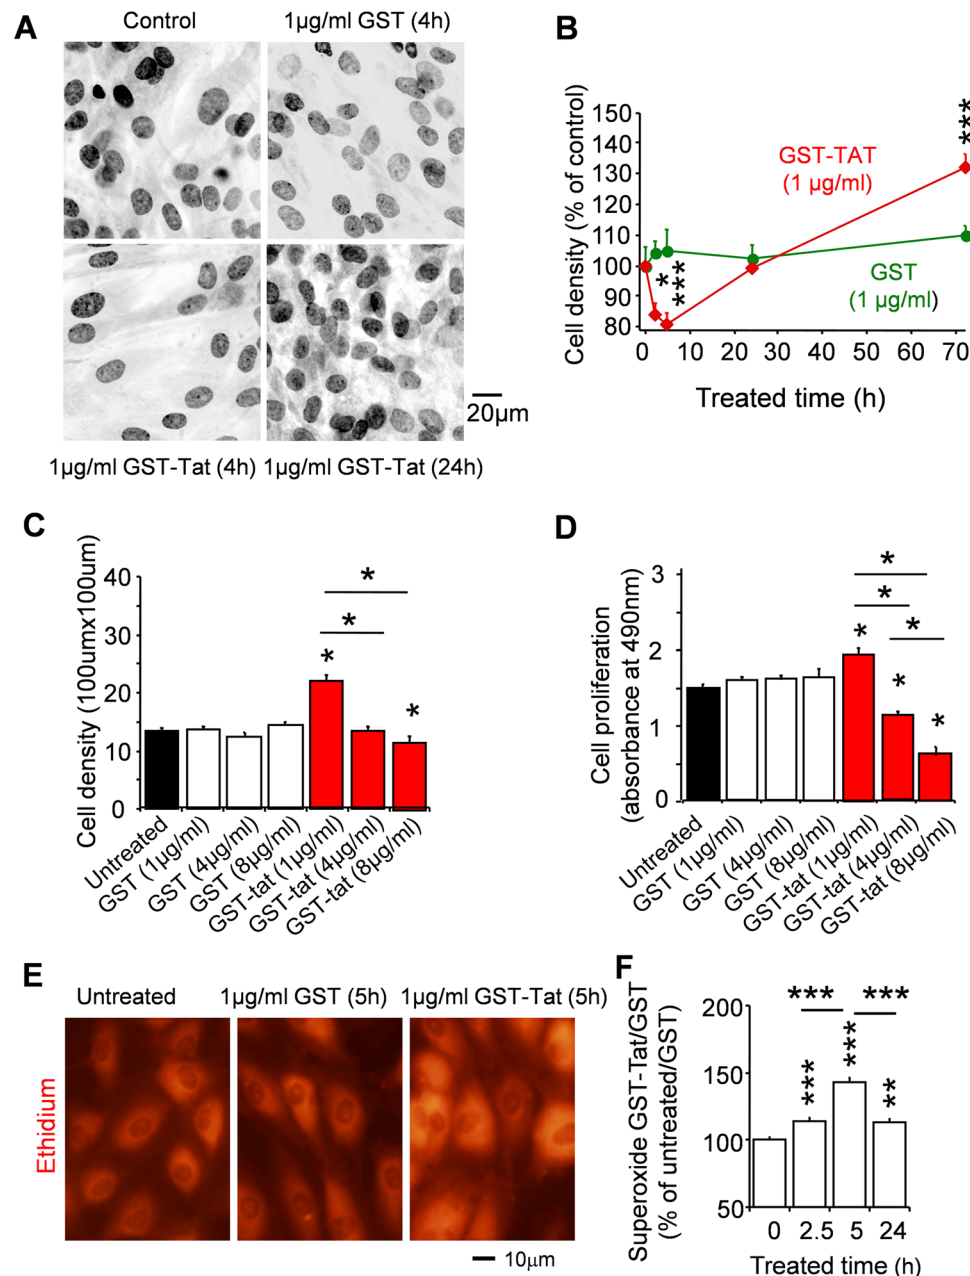 A
Control
1µg/ml GST (4h)
1µg/ml GST-Tat (4h)
1µg/ml GST-Tat (24h)
20µm
B
Cell density (% of control)
150
140
130
120
110
100
90
80
GST-TAT
(1 µg/ml)
GST
(1 µg/ml)
*
***
***
0
10
20
30
40
50
60
70
Treated time (h)
C
Cell density (100umx100um)
40
30
20
10
0
*
*
*
*
Untreated
GST (1µg/ml)
GST (4µg/ml)
GST (8µg/ml)
GST-tat (1µg/ml)
GST-tat (4µg/ml)
GST-tat (8µg/ml)
D
Cell proliferation
(absorbance at 490nm)
3
2
1
0
*
*
*
*
*
*
Untreated
GST (1µg/ml)
GST (4µg/ml)
GST (8µg/ml)
GST-tat (1µg/ml)
GST-tat (4µg/ml)
GST-tat (8µg/ml)
E
Untreated
1µg/ml GST (5h)
1µg/ml GST-Tat (5h)
Ethidium
10µm
F
Superoxide GST-Tat/GST
(% of untreated/GST)
200
150
100
50
***
***
***
***
**
0
2.5
5
24
Treated time (h)